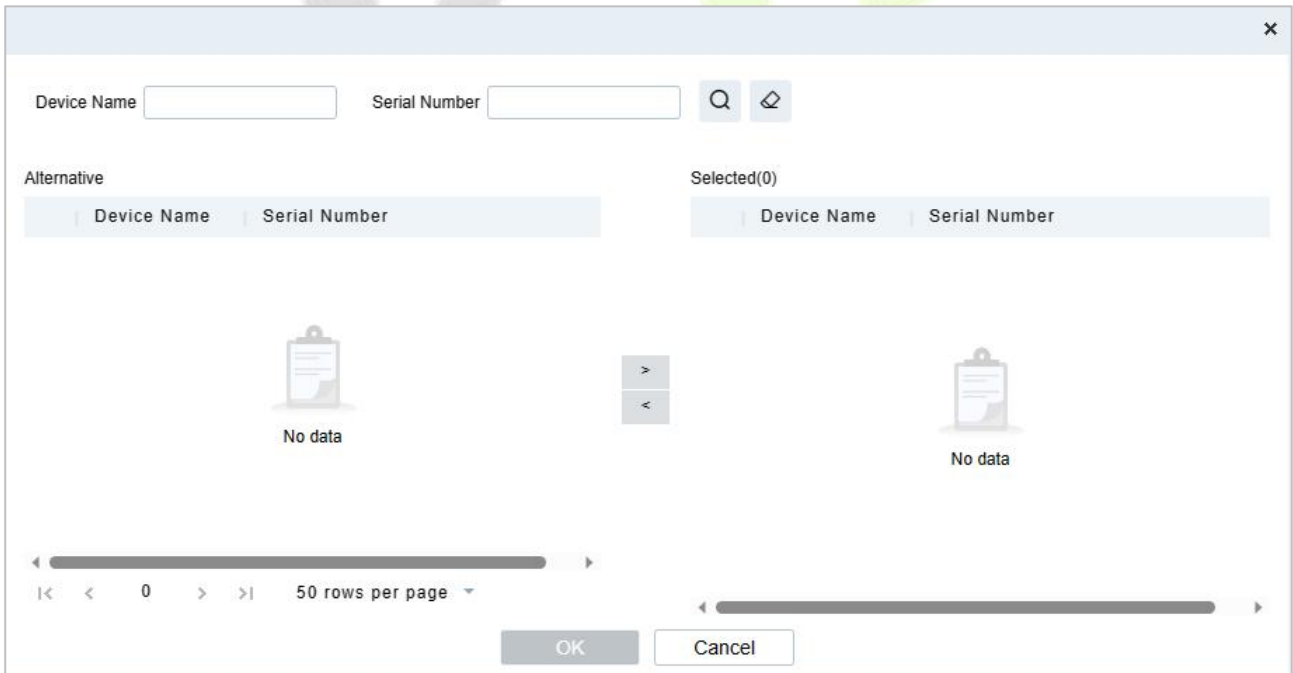 ×
Device Name Serial Number
Alternative Selected(0)
Device Name Serial Number Device Name Serial Number
>
<
No data
No data
|< < 0 > >| 50 rows per page
OK Cancel